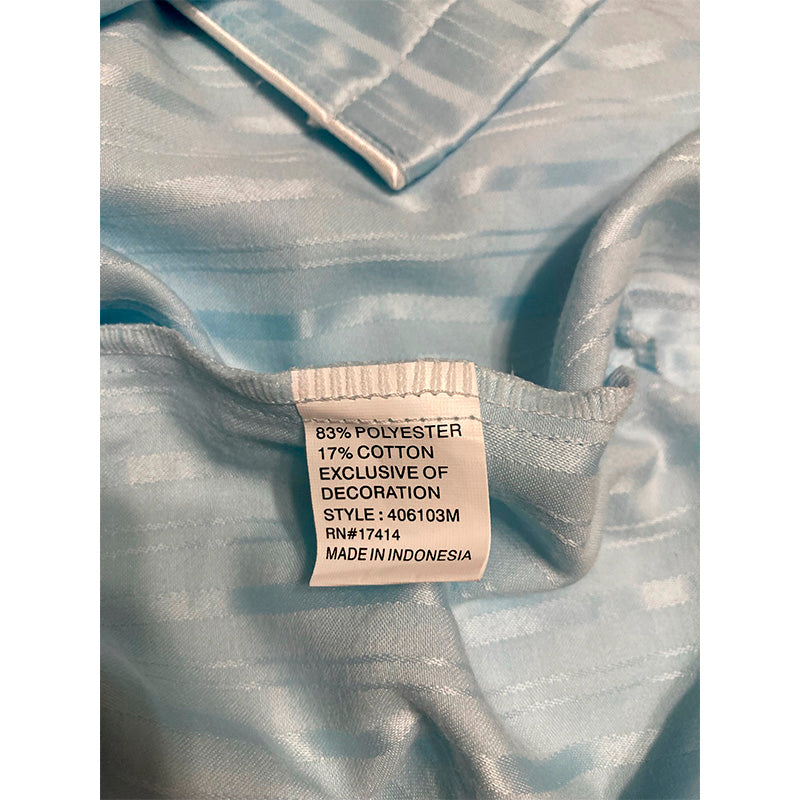 83% POLYESTER
17% COTTON
EXCLUSIVE OF
DECORATION
STYLE : 406103M
RN#17414
MADE IN INDONESIA